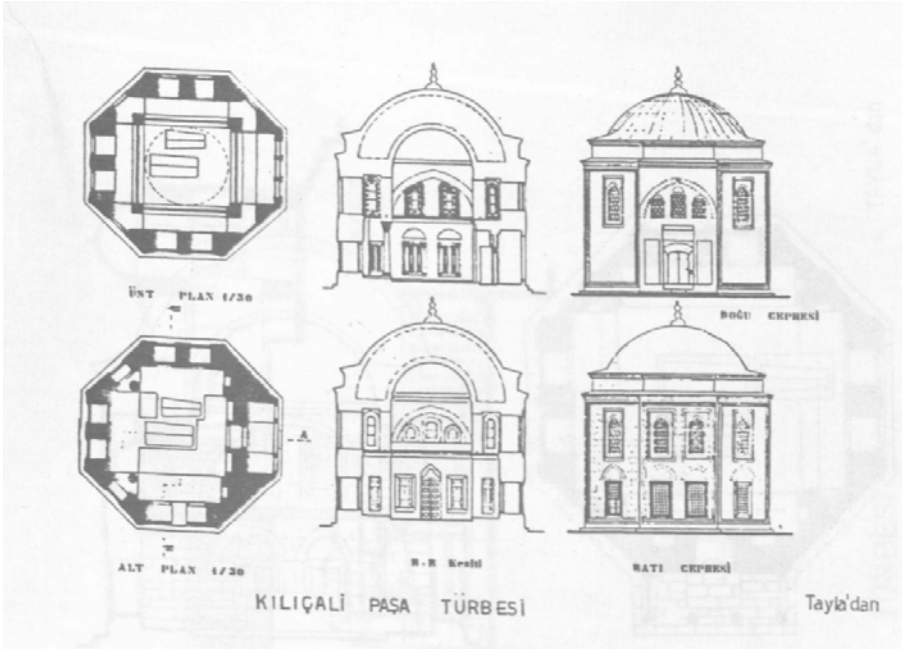 ÜST PLAN 1/50
DOĞU CEPHESİ
A
ALT PLAN 1/50
B-B Kesiti
BATI CEPHESİ
KILIÇALİ PAŞA TÜRBESİ
Tayla'dan